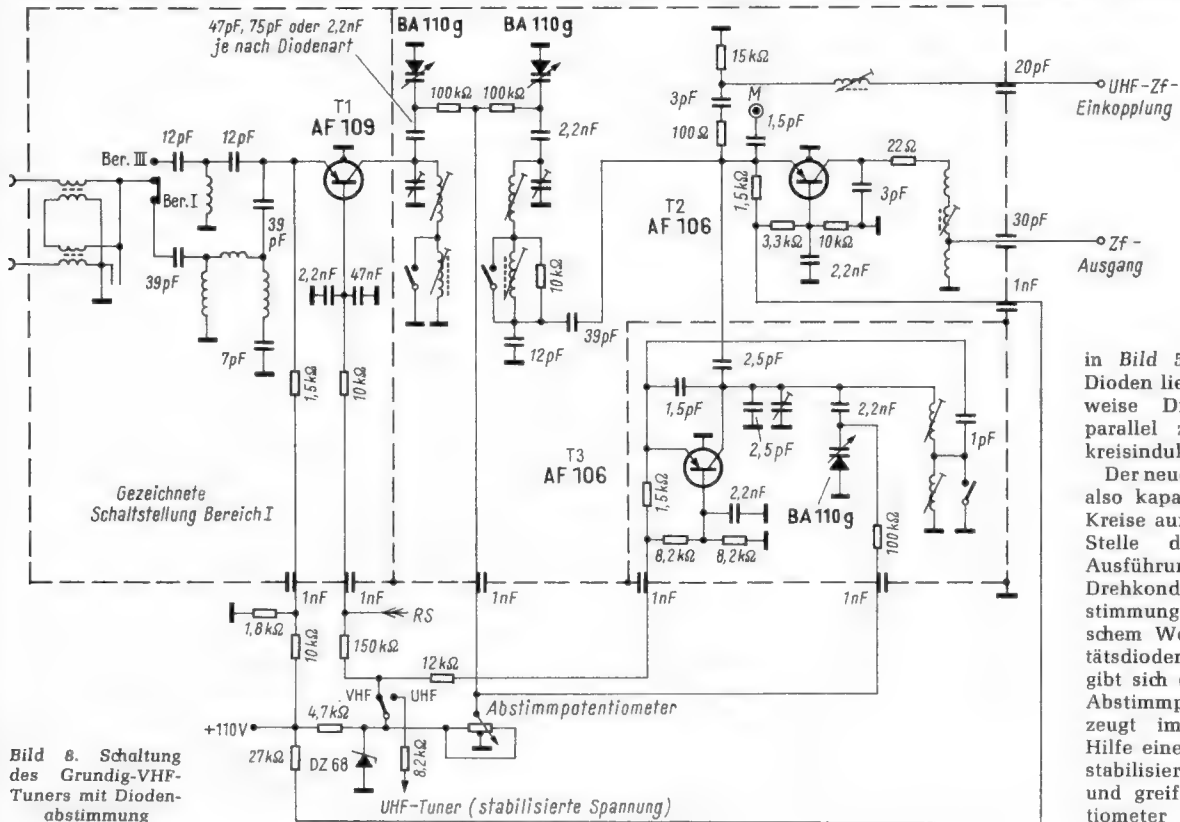 47pF, 75pF oder 2,2nF
je nach Diodenart
BA 110g
BA 110g
15kΩ
20pF
UHF-Zf-
Einkopplung
100kΩ
100kΩ
3pF
M
1,5pF
T1
AF 109
12pF
12pF
2,2nF
100Ω
22Ω
Ber. III
Ber. I
39
pF
39pF
1,5kΩ
3pF
T2
AF 106
3,3kΩ
10kΩ
30pF
Zf-
Ausgang
2,2nF
47nF
10kΩ
2,2nF
1nF
7pF
12pF
39pF
1,5kΩ
10kΩ
2,5pF
1,5pF
2,2nF
1pF
2,5pF
T3
AF 106
1,5kΩ
2,2nF
BA 110g
8,2kΩ
8,2kΩ
100kΩ
Gezeichnete
Schaltstellung Bereich I
1nF
1nF
1nF
1nF
1nF
RS
1,8kΩ
10kΩ
150kΩ
12kΩ
VHF
UHF
Abstimmpotentiometer
+110V
4,7kΩ
27kΩ
DZ 68
8,2kΩ
UHF-Tuner (stabilisierte Spannung)
Bild 8. Schaltung
des Grundig-VHF-
Tuners mit Dioden-
abstimmung
in Bild 5
Dioden lie
weise D
parallel z
kreisinduk
Der neue
also kapa
Kreise au
Stelle d
Ausführun
Drehkond
stimmung
schem We
tätsdioden
gibt sich
Abstimmp
zeugt im
Hilfe eine
stabilisier
und greif
tiometer